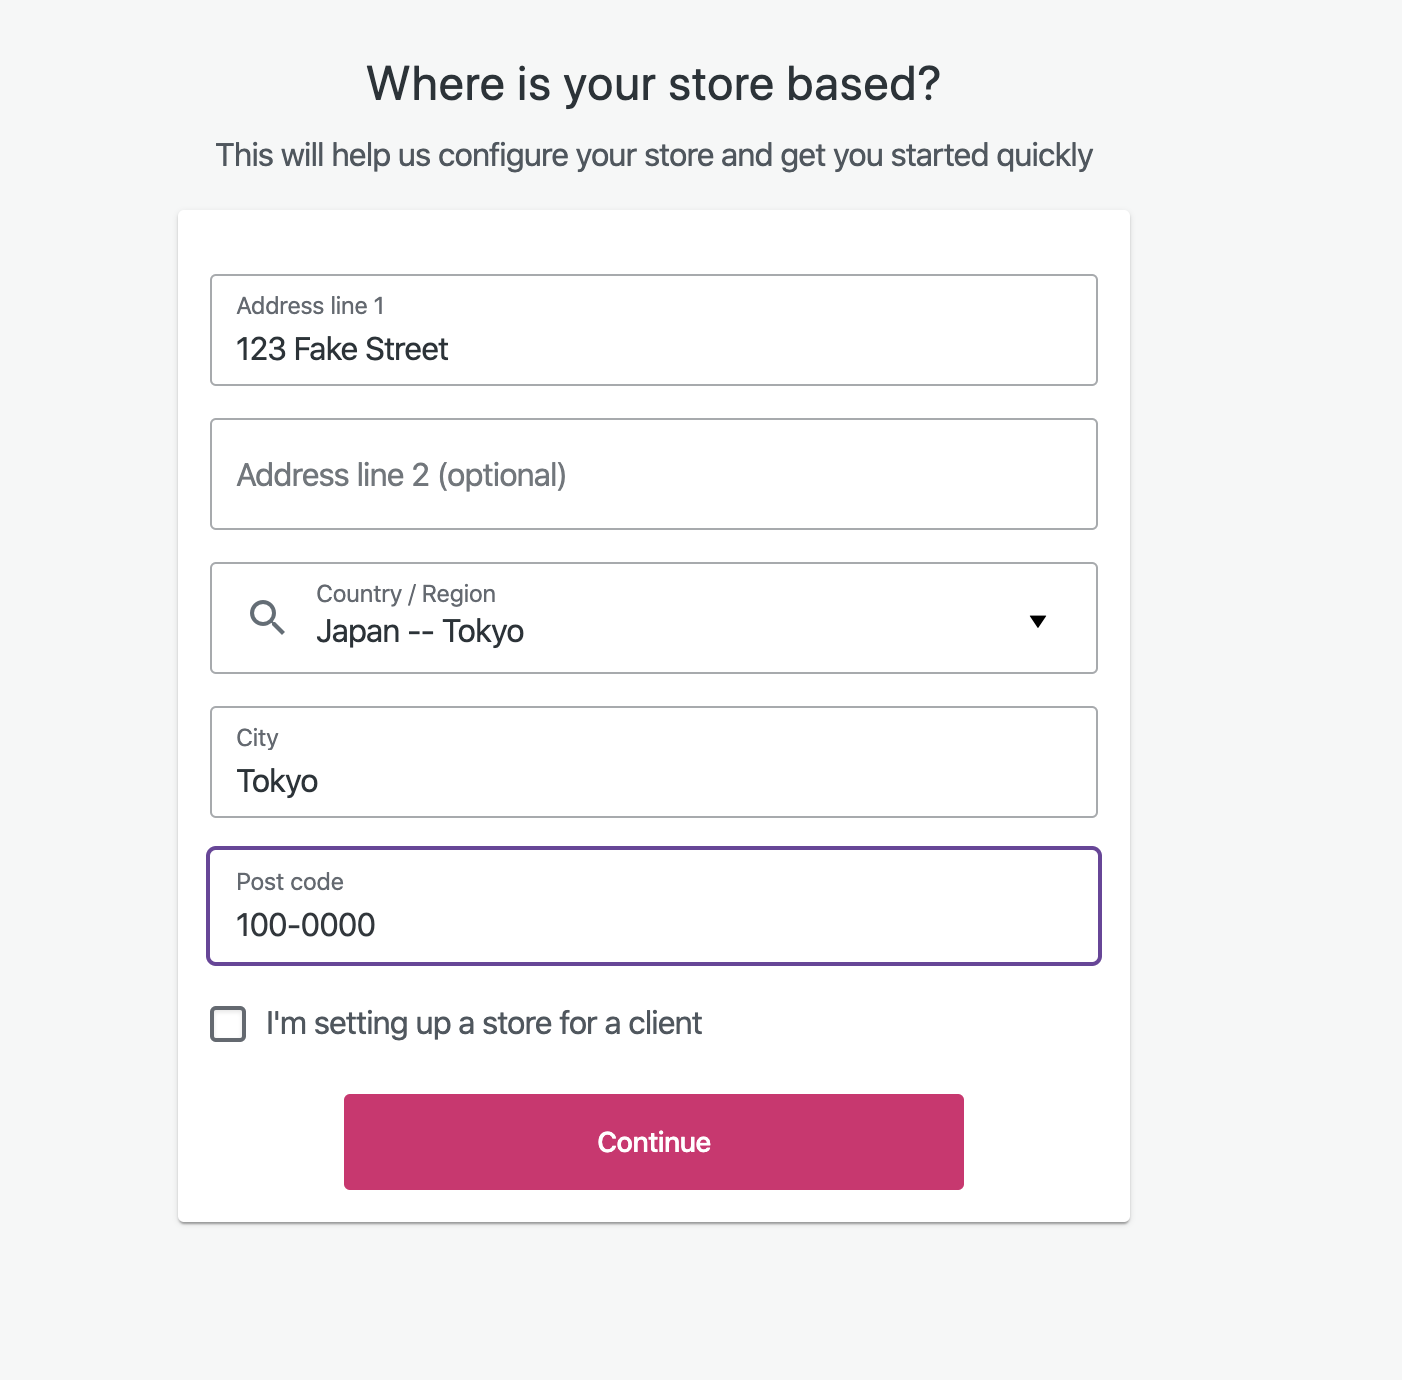 Where is your store based?
This will help us configure your store and get you started quickly
Address line 1
123 Fake Street
Address line 2 (optional)
Country / Region
Japan -- Tokyo
City
Tokyo
Post code
100-0000
I'm setting up a store for a client
Continue